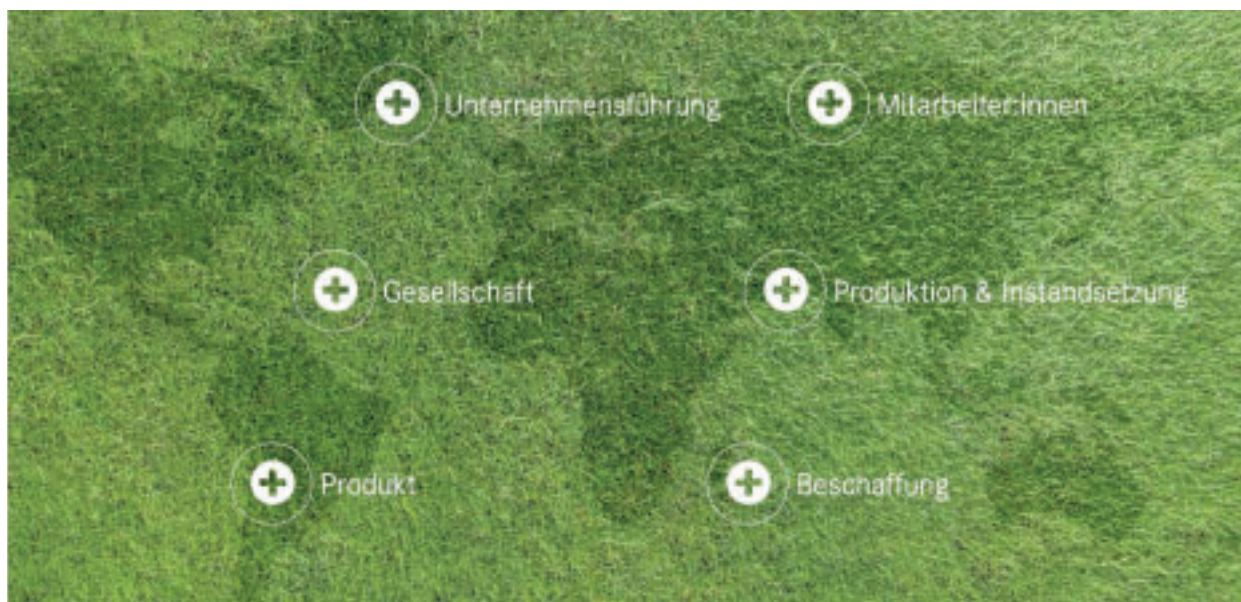 Unternehmensführung
Mitarbeiter:innen
Gesellschaft
Produktion & Instandsetzung
Produkt
Beschaffung